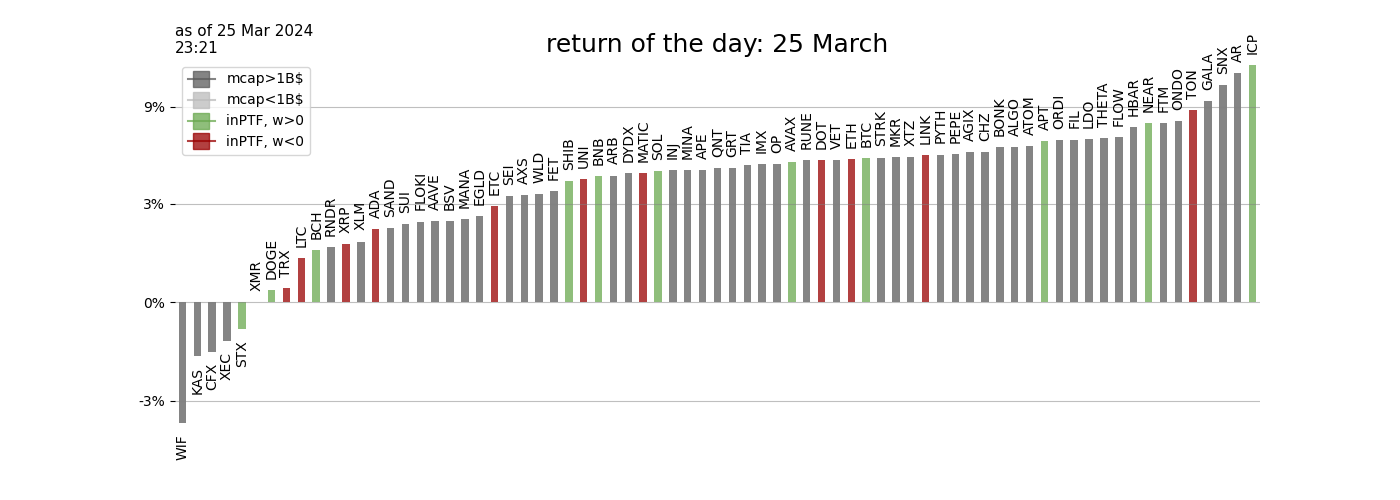 as of 25 Mar 2024
23:21
return of the day: 25 March
mcap>1B$
mcap<1B$
inPTF, w>0
inPTF, w<0
9%
3%
0%
-3%
WIF
KAS
CFX
XEC
STX
XMR
DOGE
TRX
LTC
BCH
RNDR
XRP
XLM
ADA
SAND
SUI
FLOKI
AAVE
BSV
MANA
EGLD
ETC
SEI
AXS
WLD
FET
SHIB
UNI
BNB
ARB
DYDX
MATIC
SOL
INJ
MINA
APE
QNT
GRT
TIA
IMX
OP
AVAX
RUNE
DOT
VET
ETH
BTC
STRK
MKR
XTZ
LINK
PYTH
PEPE
AGIX
CHZ
BONK
ALGO
ATOM
APT
ORDI
FIL
LDO
THETA
FLOW
HBAR
NEAR
FTM
ONDO
TON
GALA
SNX
AR
ICP